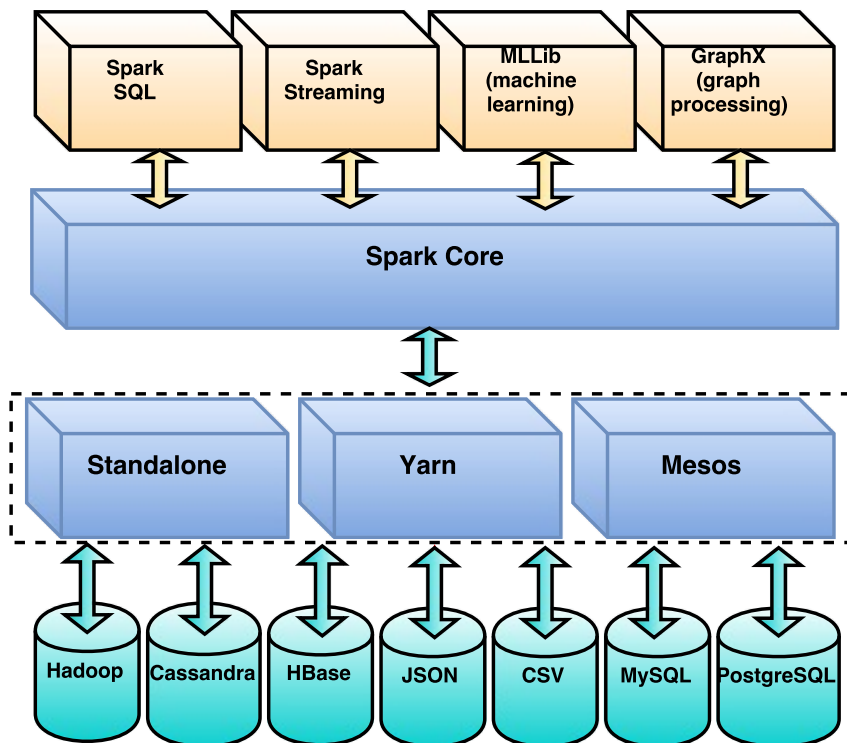 Spark
SQL
Spark
Streaming
MLLib
(machine
learning)
GraphX
(graph
processing)
Spark Core
Standalone
Yarn
Mesos
Hadoop
Cassandra
HBase
JSON
CSV
MySQL
PostgreSQL